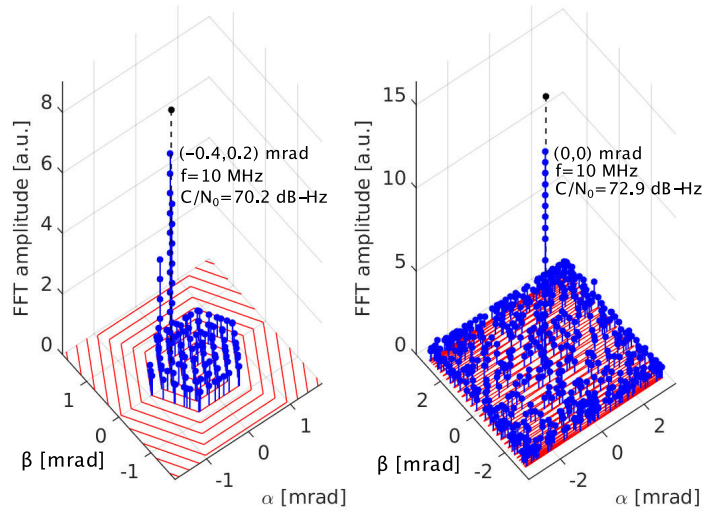 8
6
4
2
0
FFT amplitude [a.u.]
(−0.4,0.2) mrad
f=10 MHz
C/N₀=70.2 dB−Hz
1
0
-1
β [mrad]
-1
0
1
α [mrad]
15
10
5
0
FFT amplitude [a.u.]
(0,0) mrad
f=10 MHz
C/N₀=72.9 dB−Hz
2
0
-2
β [mrad]
-2
0
2
α [mrad]